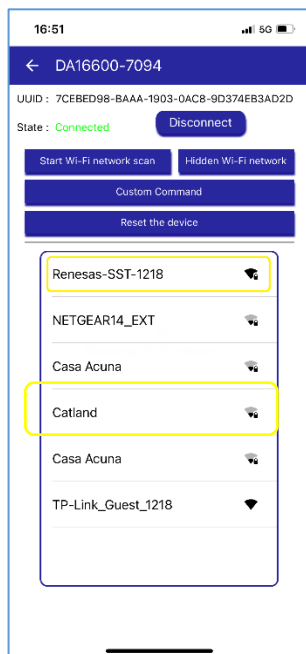 16:51 5G
DA16600-7094
UUID : 7CEBED98-BAAA-1903-0AC8-9D374EB3AD2D
State : Connected Disconnect
Start Wi-Fi network scan Hidden Wi-Fi network
Custom Command
Reset the device
Renesas-SST-1218
NETGEAR14_EXT
Casa Acuna
Catland
Casa Acuna
TP-Link_Guest_1218